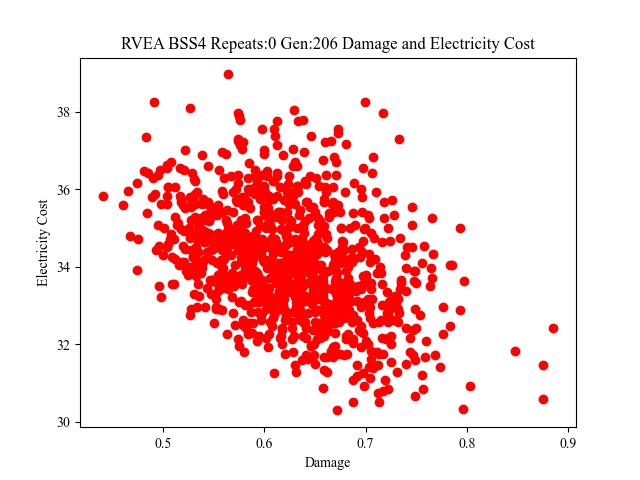 RVEA BSS4 Repeats:0 Gen:206 Damage and Electricity Cost
38
36
34
32
30
Electricity Cost
0.5 0.6 0.7 0.8 0.9
Damage